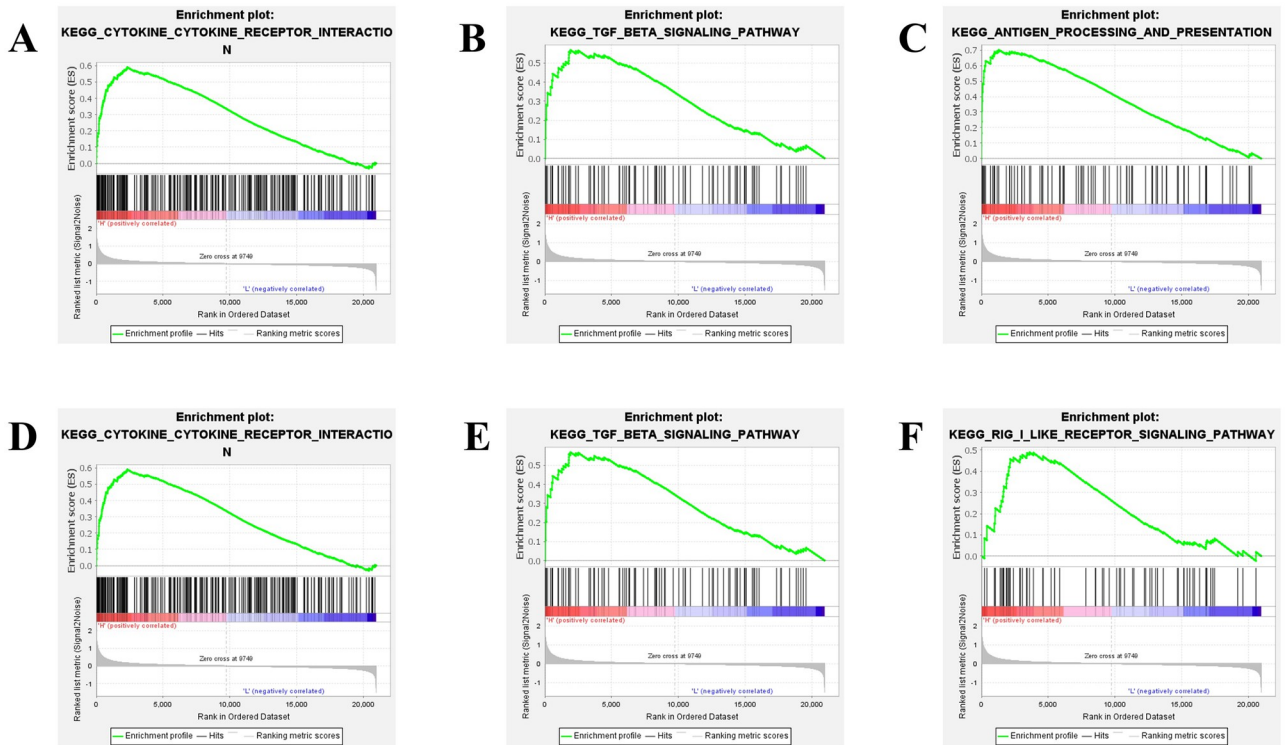 A
Enrichment plot:
KEGG_CYTOKINE_CYTOKINE_RECEPTOR_INTERACTIO
N
Enrichment score (ES)
0.6
0.5
0.4
0.3
0.2
0.1
0.0
'H' (positively correlated)
Ranked list metric (Signal2Noise)
2
1
0
-1
Zero cross at 9749
'L' (negatively correlated)
0 5,000 10,000 15,000 20,000
Rank in Ordered Dataset
Enrichment profile Hits Ranking metric scores
B
Enrichment plot:
KEGG_TGF_BETA_SIGNALING_PATHWAY
Enrichment score (ES)
0.5
0.4
0.3
0.2
0.1
0.0
'H' (positively correlated)
Ranked list metric (Signal2Noise)
2
1
0
-1
Zero cross at 9749
'L' (negatively correlated)
0 5,000 10,000 15,000 20,000
Rank in Ordered Dataset
Enrichment profile Hits Ranking metric scores
C
Enrichment plot:
KEGG_ANTIGEN_PROCESSING_AND_PRESENTATION
Enrichment score (ES)
0.7
0.6
0.5
0.4
0.3
0.2
0.1
0.0
'H' (positively correlated)
Ranked list metric (Signal2Noise)
2
1
0
-1
Zero cross at 9749
'L' (negatively correlated)
0 5,000 10,000 15,000 20,000
Rank in Ordered Dataset
Enrichment profile Hits Ranking metric scores
D
Enrichment plot:
KEGG_CYTOKINE_CYTOKINE_RECEPTOR_INTERACTIO
N
Enrichment score (ES)
0.6
0.5
0.4
0.3
0.2
0.1
0.0
'H' (positively correlated)
Ranked list metric (Signal2Noise)
2
1
0
-1
Zero cross at 9749
'L' (negatively correlated)
0 5,000 10,000 15,000 20,000
Rank in Ordered Dataset
Enrichment profile Hits Ranking metric scores
E
Enrichment plot:
KEGG_TGF_BETA_SIGNALING_PATHWAY
Enrichment score (ES)
0.5
0.4
0.3
0.2
0.1
0.0
'H' (positively correlated)
Ranked list metric (Signal2Noise)
2
1
0
-1
Zero cross at 9749
'L' (negatively correlated)
0 5,000 10,000 15,000 20,000
Rank in Ordered Dataset
Enrichment profile Hits Ranking metric scores
F
Enrichment plot:
KEGG_RIG_I_LIKE_RECEPTOR_SIGNALING_PATHWAY
Enrichment score (ES)
0.5
0.4
0.3
0.2
0.1
0.0
'H' (positively correlated)
Ranked list metric (Signal2Noise)
2
1
0
-1
Zero cross at 9749
'L' (negatively correlated)
0 5,000 10,000 15,000 20,000
Rank in Ordered Dataset
Enrichment profile Hits Ranking metric scores